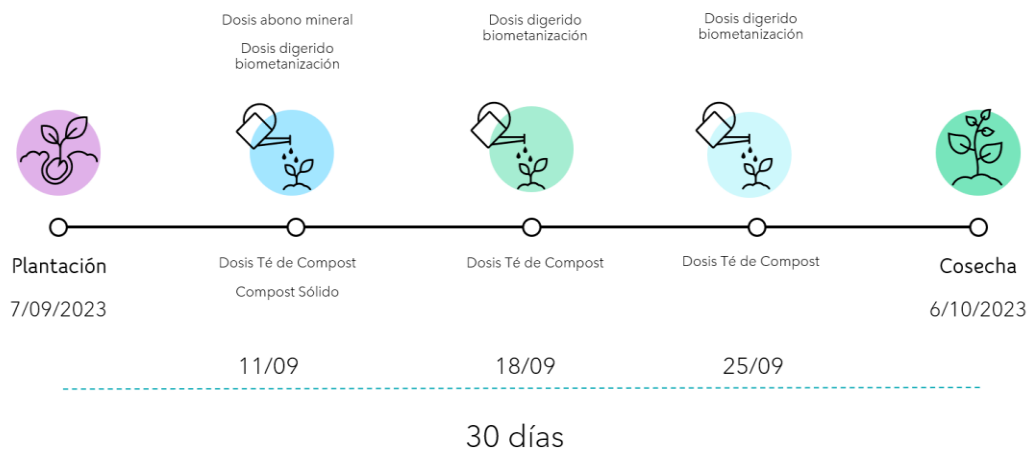 Dosis abono mineral
Dosis digerido
biometanización
Dosis digerido
biometanización
Dosis digerido
biometanización
Plantación
7/09/2023
Dosis Té de Compost
Compost Sólido
Dosis Té de Compost
Dosis Té de Compost
Cosecha
6/10/2023
11/09
18/09
25/09
30 días